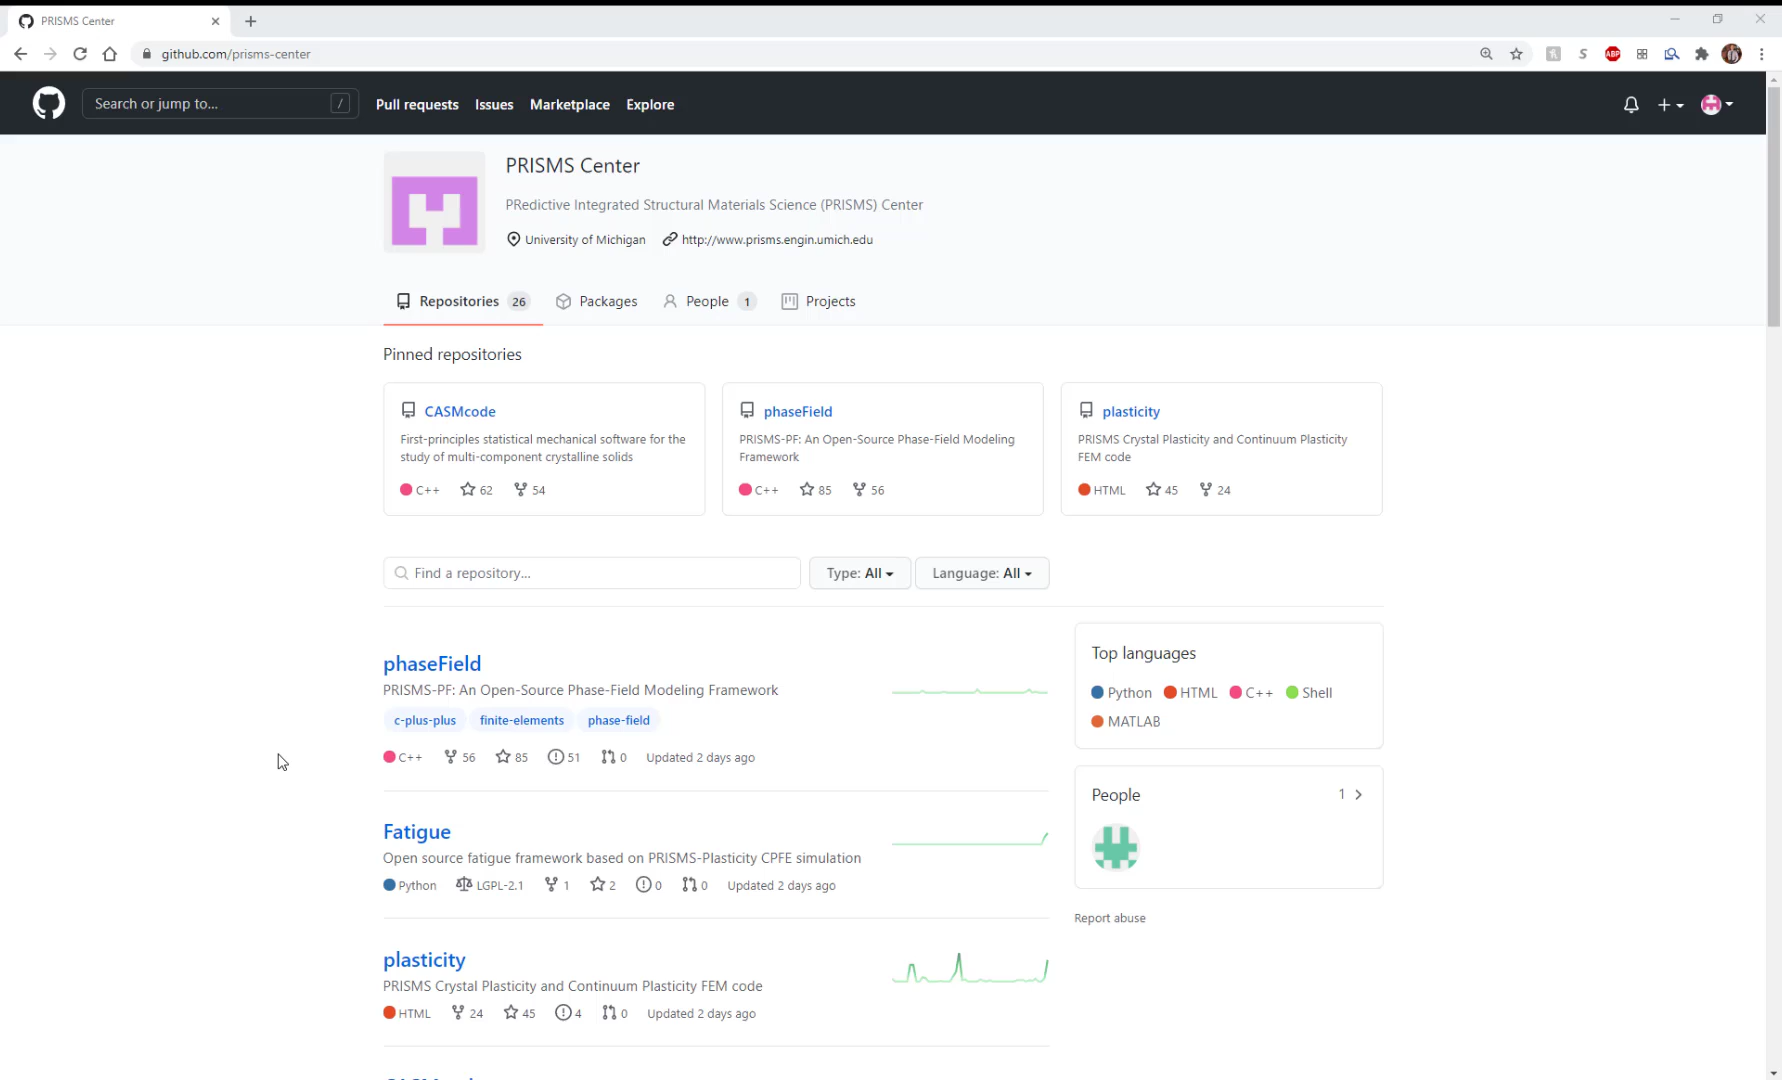 PRISMS Center
github.com/prisms-center
ABP
Search or jump to... /
Pull requests Issues Marketplace Explore
PRISMS Center
PRedictive Integrated Structural Materials Science (PRISMS) Center
University of Michigan http://www.prisms.engin.umich.edu
Repositories 26 Packages People 1 Projects
Pinned repositories
CASMcode
First-principles statistical mechanical software for the
study of multi-component crystalline solids
C++ 62 54
phaseField
PRISMS-PF: An Open-Source Phase-Field Modeling
Framework
C++ 85 56
plasticity
PRISMS Crystal Plasticity and Continuum Plasticity
FEM code
HTML 45 24
Find a repository... Type: All Language: All
phaseField
PRISMS-PF: An Open-Source Phase-Field Modeling Framework
c-plus-plus finite-elements phase-field
C++ 56 85 51 0 Updated 2 days ago
Fatigue
Open source fatigue framework based on PRISMS-Plasticity CPFE simulation
Python LGPL-2.1 1 2 0 0 Updated 2 days ago
plasticity
PRISMS Crystal Plasticity and Continuum Plasticity FEM code
HTML 24 45 4 0 Updated 2 days ago
Top languages
Python HTML C++ Shell
MATLAB
People 1
Report abuse